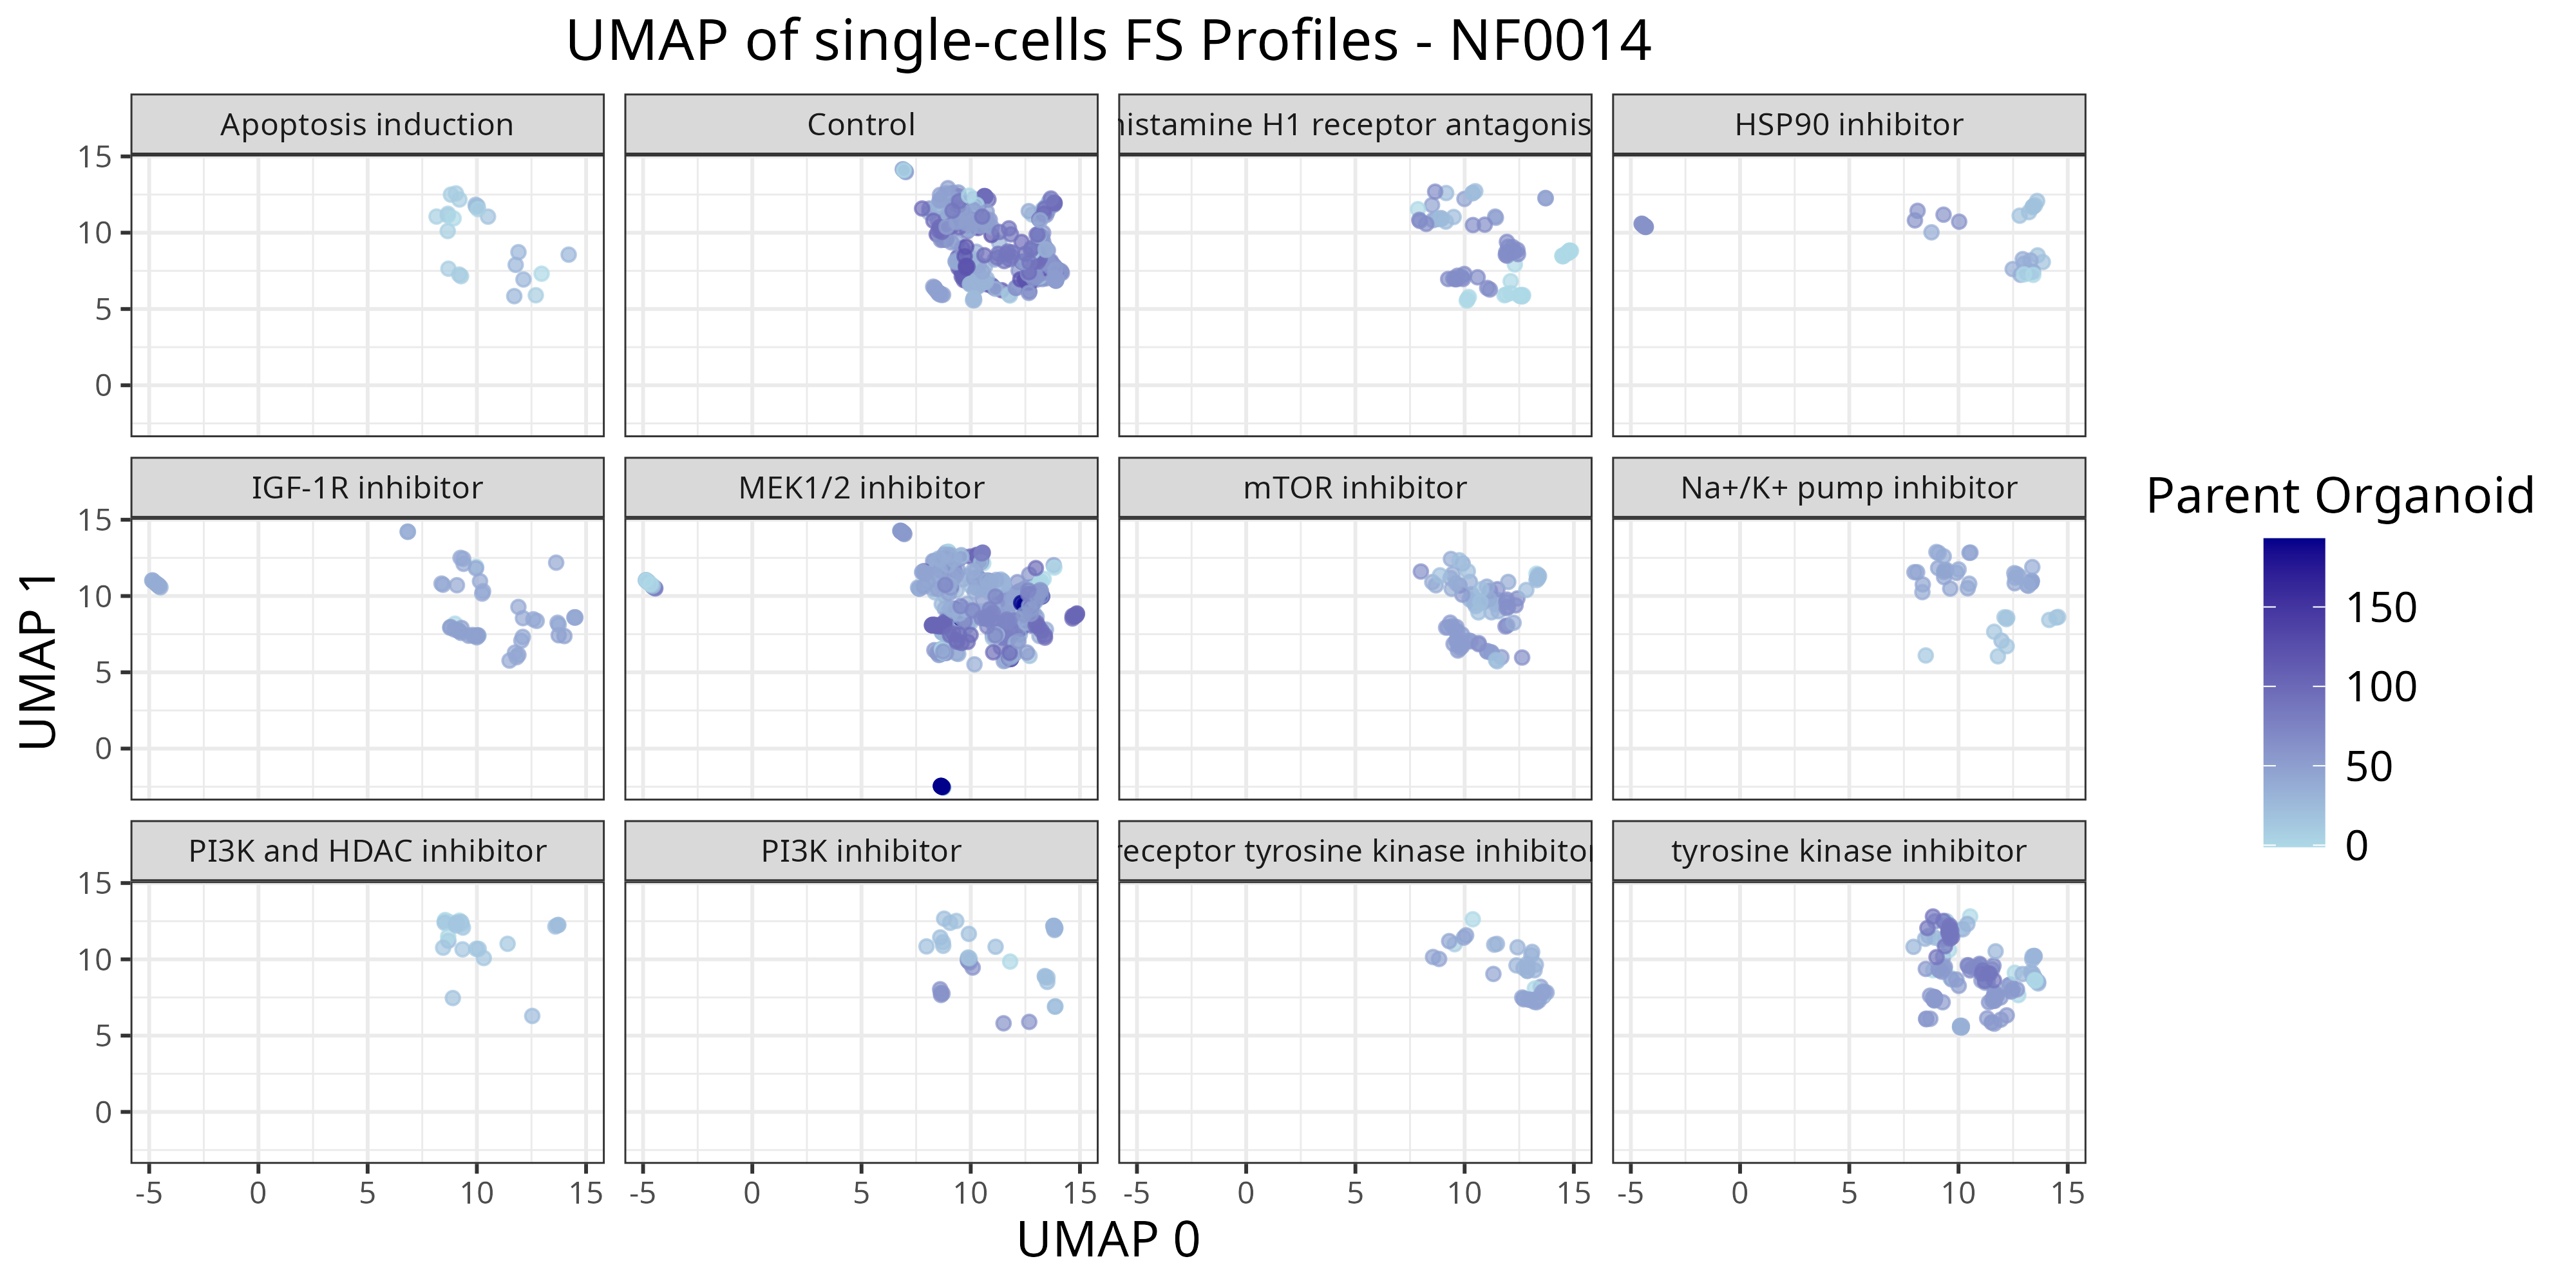 UMAP of single-cells FS Profiles - NF0014
Apoptosis induction
Control
histamine H1 receptor antagonis
HSP90 inhibitor
15
10
5
0
IGF-1R inhibitor
MEK1/2 inhibitor
mTOR inhibitor
Na+/K+ pump inhibitor
15
10
5
0
PI3K and HDAC inhibitor
PI3K inhibitor
receptor tyrosine kinase inhibitor
tyrosine kinase inhibitor
15
10
5
0
-5 0 5 10 15
-5 0 5 10 15
-5 0 5 10 15
-5 0 5 10 15
UMAP 0
UMAP 1
Parent Organoid
150
100
50
0